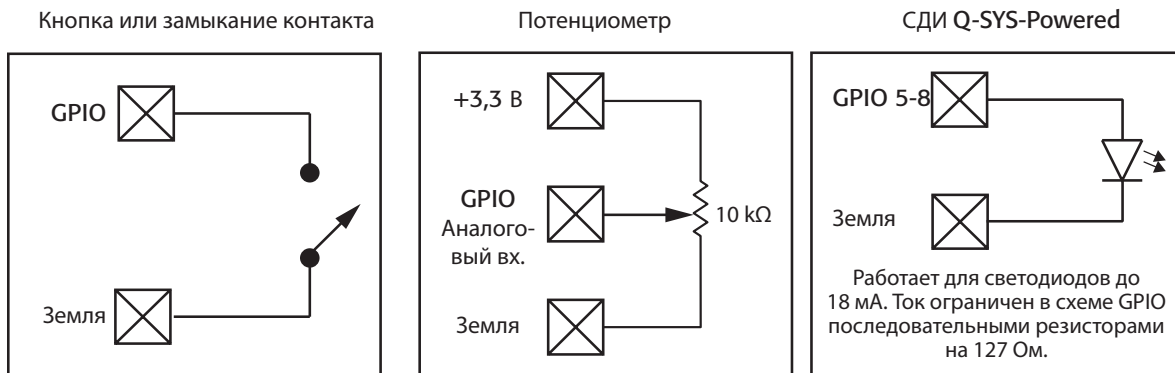 Кнопка или замыкание контакта
GPIO
Земля
Потенциометр
+3,3 В
GPIO
Аналого-
вый вх.
10 kΩ
Земля
СДИ Q-SYS-Powered
GPIO 5-8
Земля
Работает для светодиодов до
18 мА. Ток ограничен в схеме GPIO
последовательными резисторами
на 127 Ом.